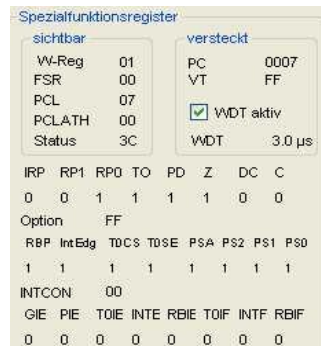 Spezialfunktionsregister
sichtbar
W-Reg 01
FSR 00
PCL 07
PCLATH 00
Status 3C
versteckt
PC 0007
VT FF
WDT aktiv
WDT 3.0 µs
IRP RP1 RP0 TO PD Z DC C
0 0 1 1 1 1 0 0
Option FF
RBP IntEdg T0CS T0SE PSA PS2 PS1 PS0
1 1 1 1 1 1 1 1
INTCON 00
GIE PIE T0IE INTE RBIE T0IF INTF RBIF
0 0 0 0 0 0 0 0